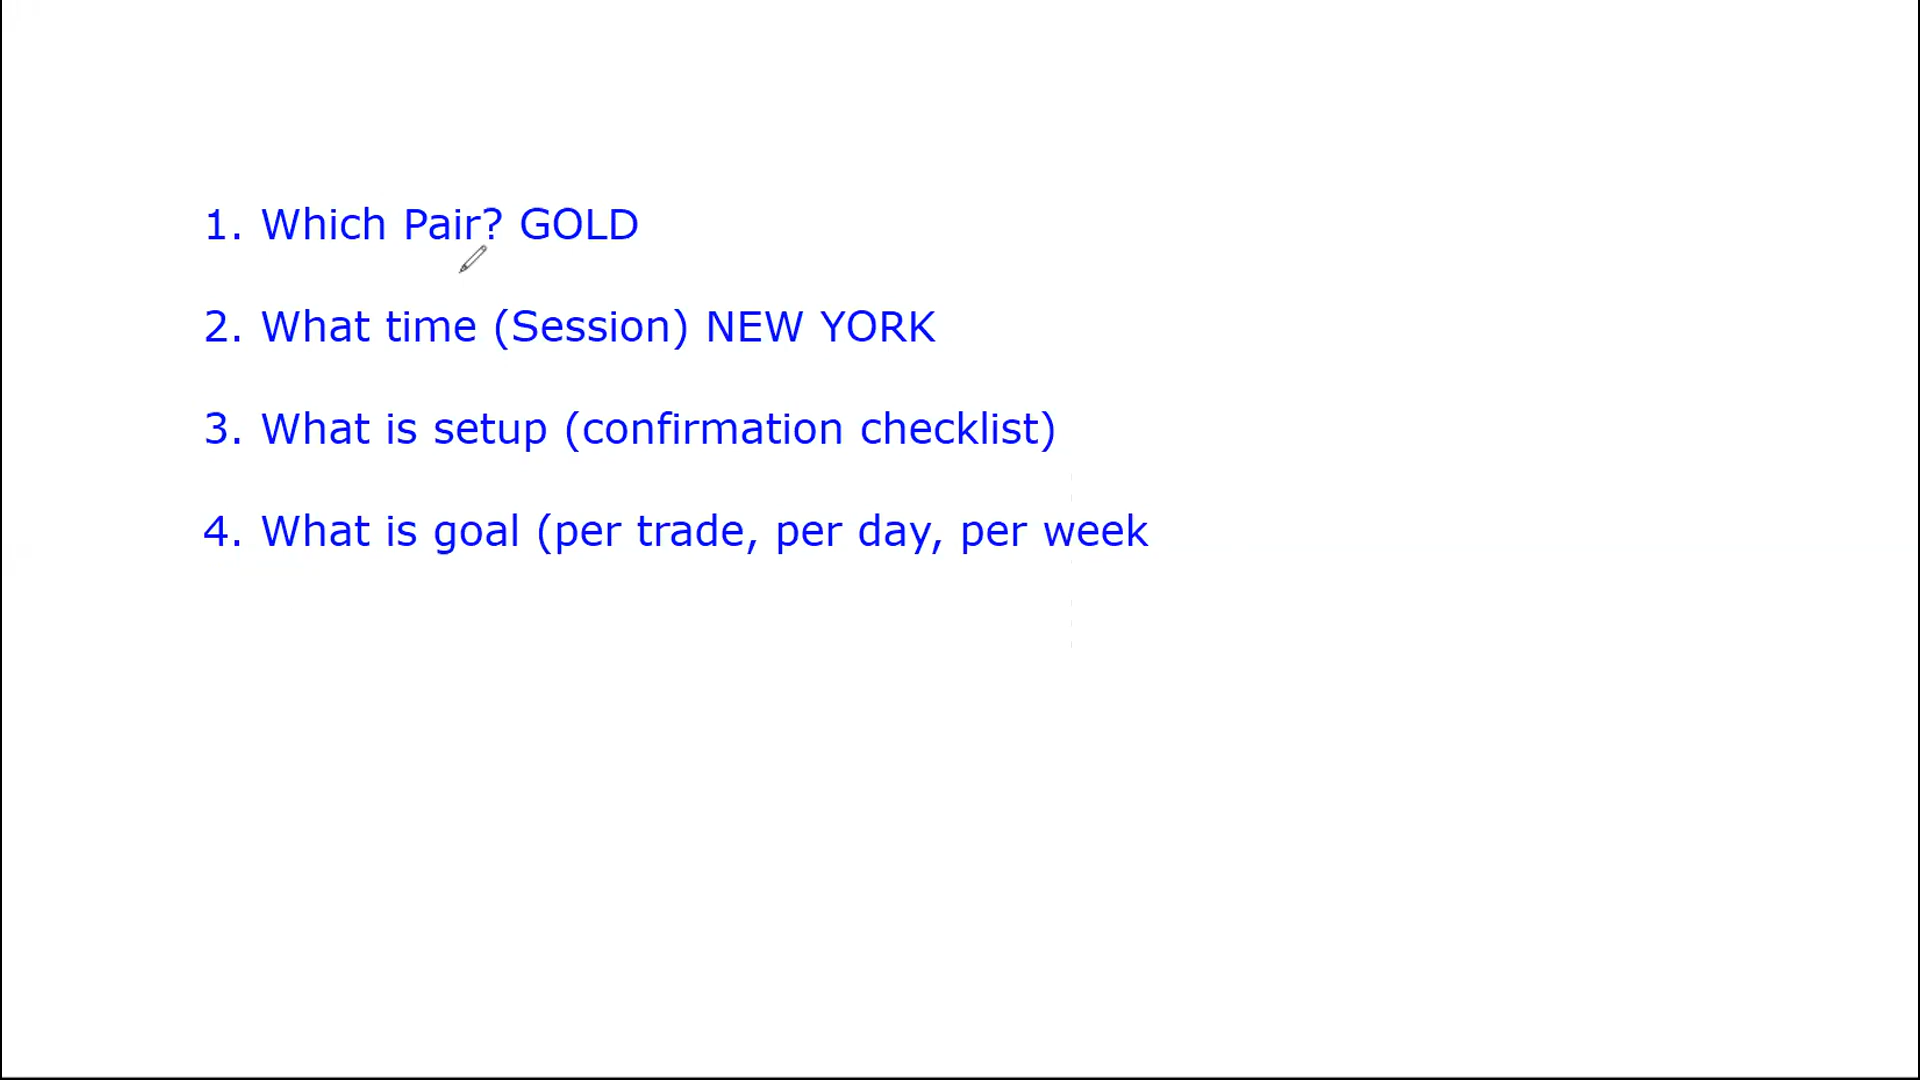 1. Which Pair? GOLD
2. What time (Session) NEW YORK
3. What is setup (confirmation checklist)
4. What is goal (per trade, per day, per week